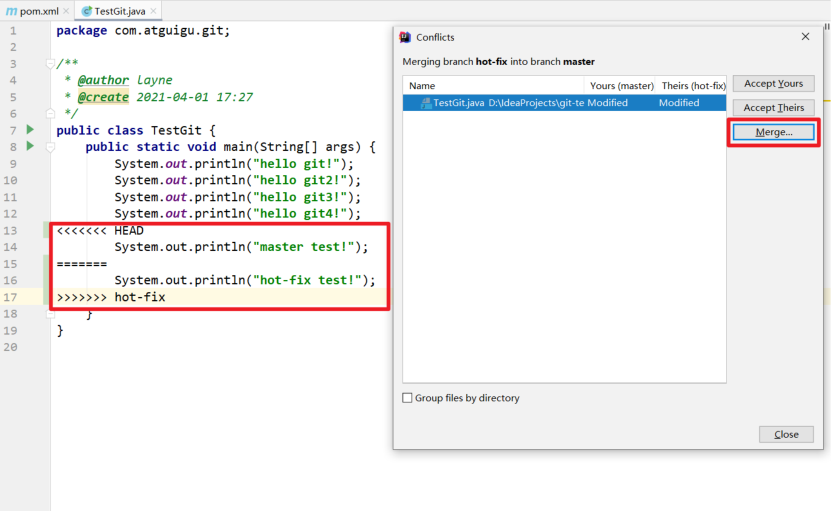 pom.xml
TestGit.java
1 package com.atguigu.git;
2
3 /**
4 * @author Layne
5 * @create 2021-04-01 17:27
6 */
7 public class TestGit {
8 public static void main(String[] args) {
9 System.out.println("hello git!");
10 System.out.println("hello git2!");
11 System.out.println("hello git3!");
12 System.out.println("hello git4!");
13 <<<<<<< HEAD
14 System.out.println("master test!");
15 =======
16 System.out.println("hot-fix test!");
17 >>>>>>> hot-fix
18 }
19 }
20
Conflicts
Merging branch hot-fix into branch master
Name Yours (master) Theirs (hot-fix)
TestGit.java D:\IdeaProjects\git-te Modified Modified
Accept Yours
Accept Theirs
Merge...
Group files by directory
Close